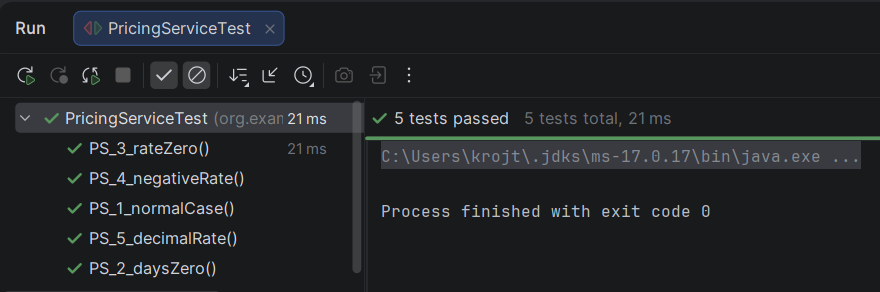 Run PricingServiceTest
PricingServiceTest (org.exam 21 ms
PS_3_rateZero() 21 ms
PS_4_negativeRate()
PS_1_normalCase()
PS_5_decimalRate()
PS_2_daysZero()
5 tests passed 5 tests total, 21 ms
C:\Users\krojt\.jdks\ms-17.0.17\bin\java.exe ...
Process finished with exit code 0